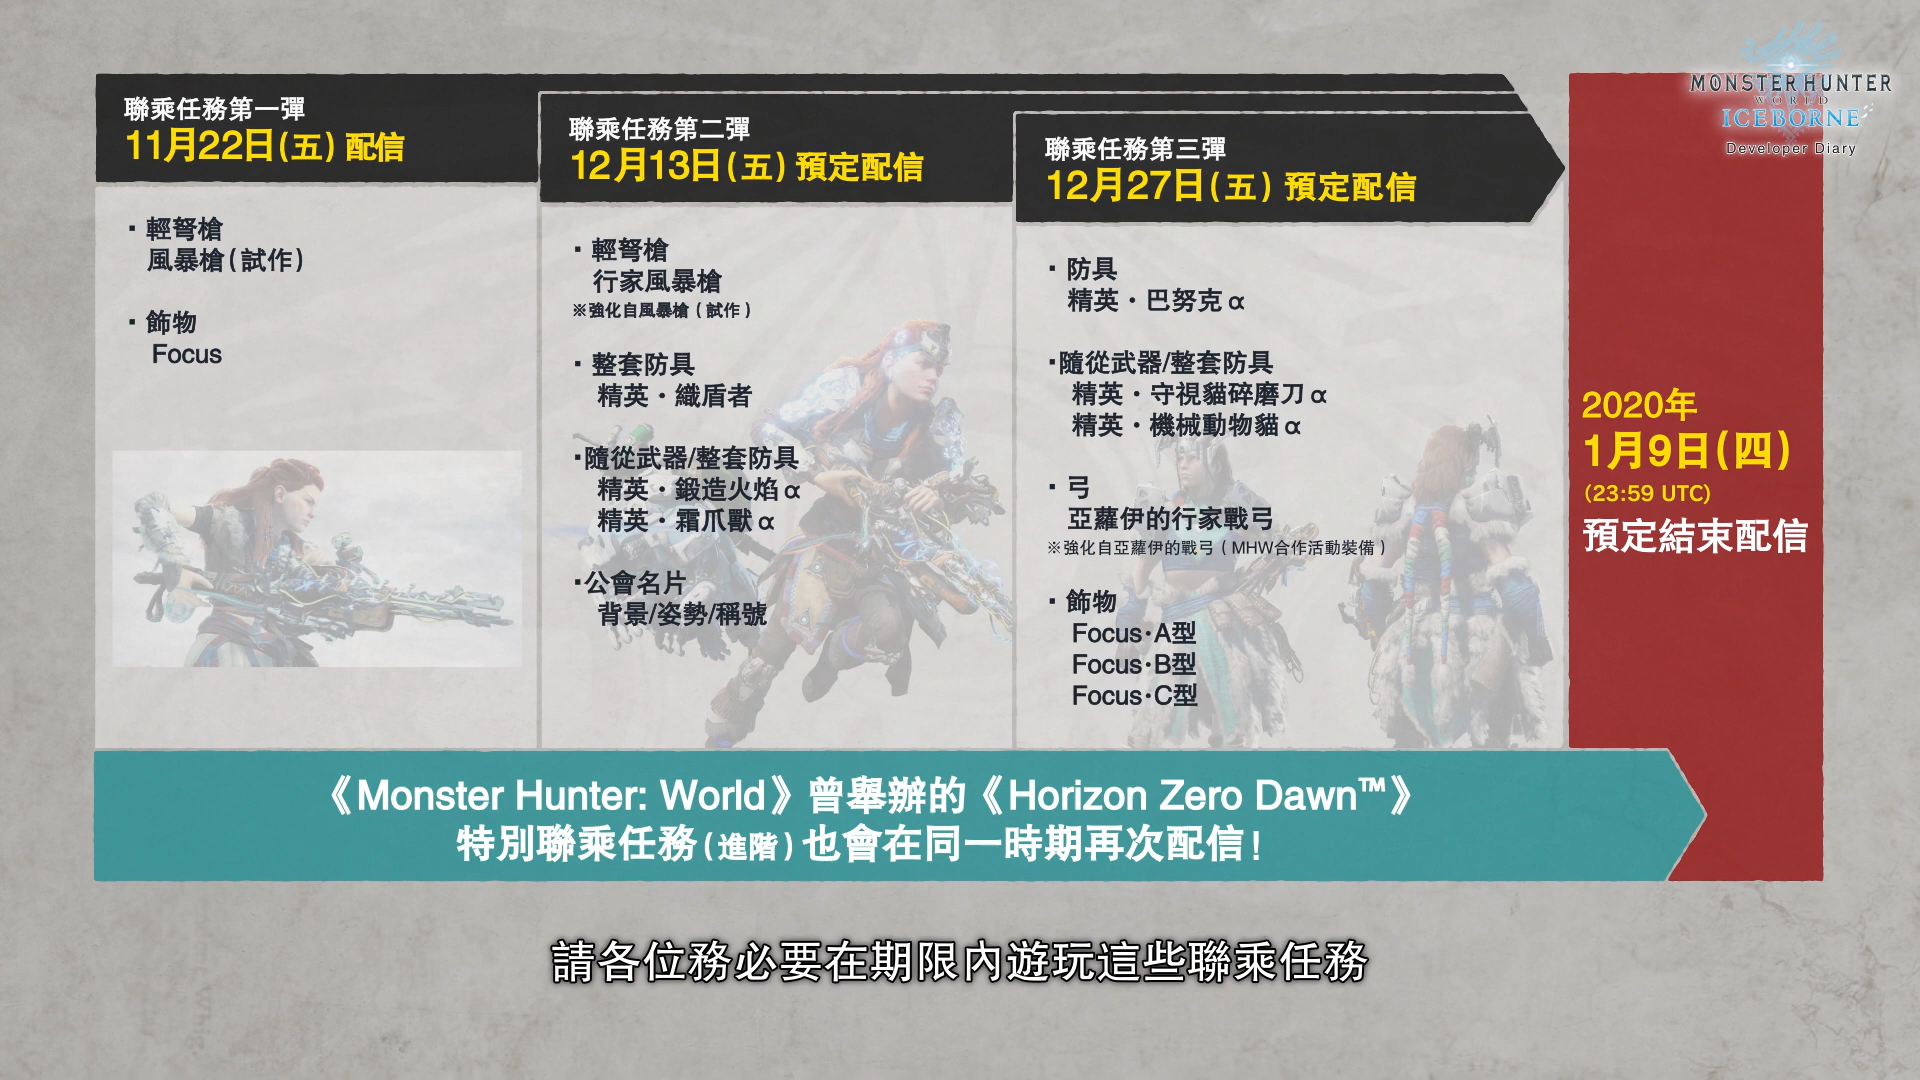 MONSTER HUNTER
WORLD
ICEBORNE
Developer Diary
聯乘任務第一彈
11月22日(五) 配信
・輕弩槍
風暴槍(試作)
・飾物
Focus
聯乘任務第二彈
12月13日(五) 預定配信
・輕弩槍
行家風暴槍
※強化自風暴槍(試作)
・整套防具
精英・織盾者
・隨從武器/整套防具
精英・鍛造火焰α
精英・霜爪獸α
・公會名片
背景/姿勢/稱號
聯乘任務第三彈
12月27日(五) 預定配信
・防具
精英・巴努克α
・隨從武器/整套防具
精英・守視貓碎磨刀α
精英・機械動物貓α
・弓
亞蘿伊的行家戰弓
※強化自亞蘿伊的戰弓(MHW合作活動裝備)
・飾物
Focus・A型
Focus・B型
Focus・C型
2020年
1月9日(四)
(23:59 UTC)
預定結束配信
《Monster Hunter: World》曾舉辦的《Horizon Zero Dawn™》
特別聯乘任務(進階)也會在同一時期再次配信!
請各位務必要在期限內遊玩這些聯乘任務